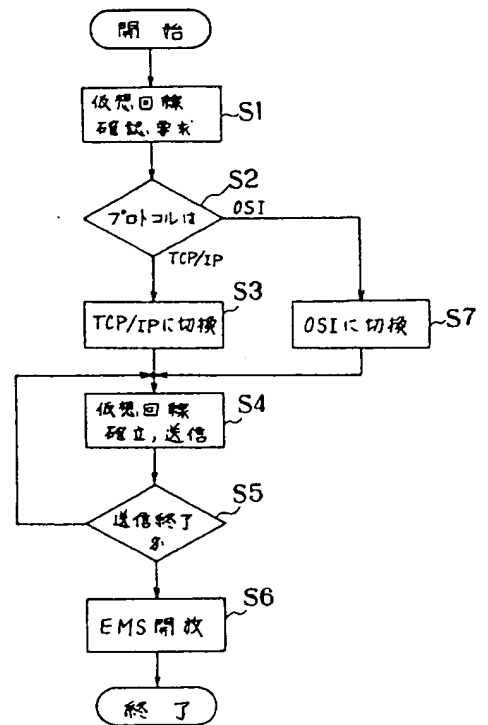 開始
仮想回線
確認、要求
S1
S2
プロトコルは
OSI
TCP/IP
S3
TCP/IPに切換
OSIに切換
S7
S4
仮想回線
確立,送信
S5
送信終了
か
S6
EMS開放
終了